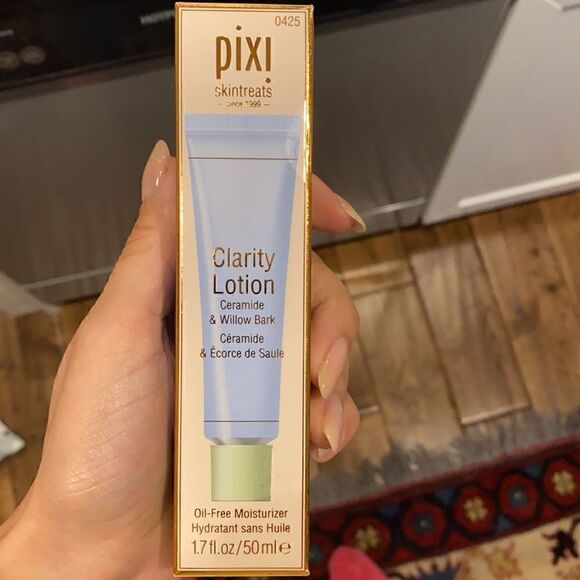 0425
pixi
skintreats
– since 1999 –
Clarity
Lotion
Ceramide
& Willow Bark
Céramide
& Écorce de Saule
Oil-Free Moisturizer
Hydratant sans Huile
1.7 fl.oz/50ml e